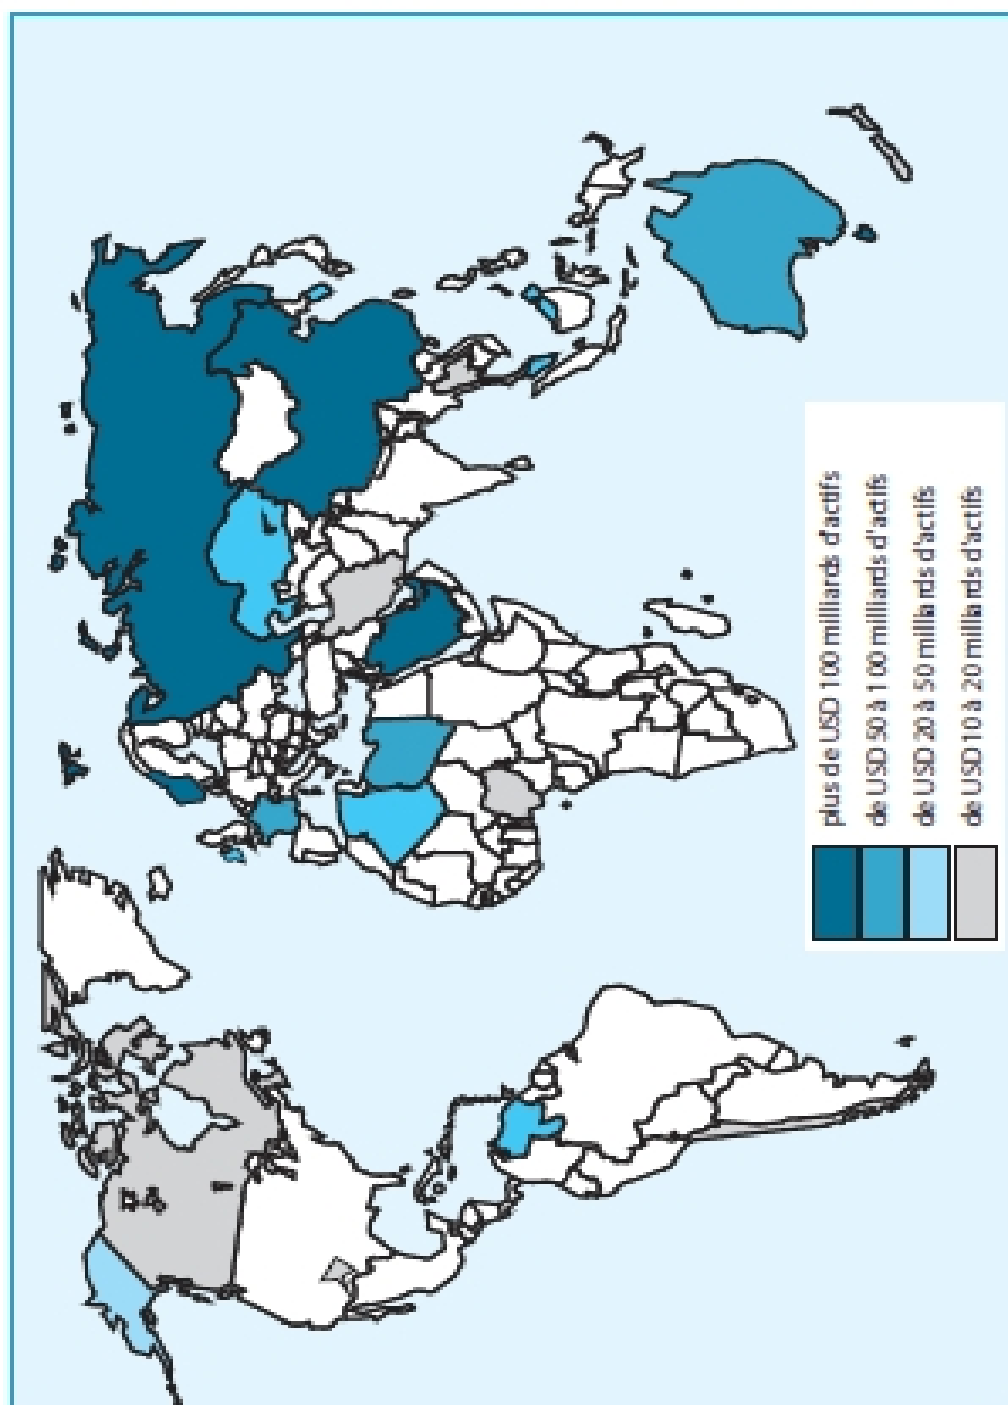 plus de USD 100 milliards d'actifs
de USD 50 à 100 milliards d'actifs
de USD 20 à 50 milliards d'actifs
de USD 10 à 20 milliards d'actifs